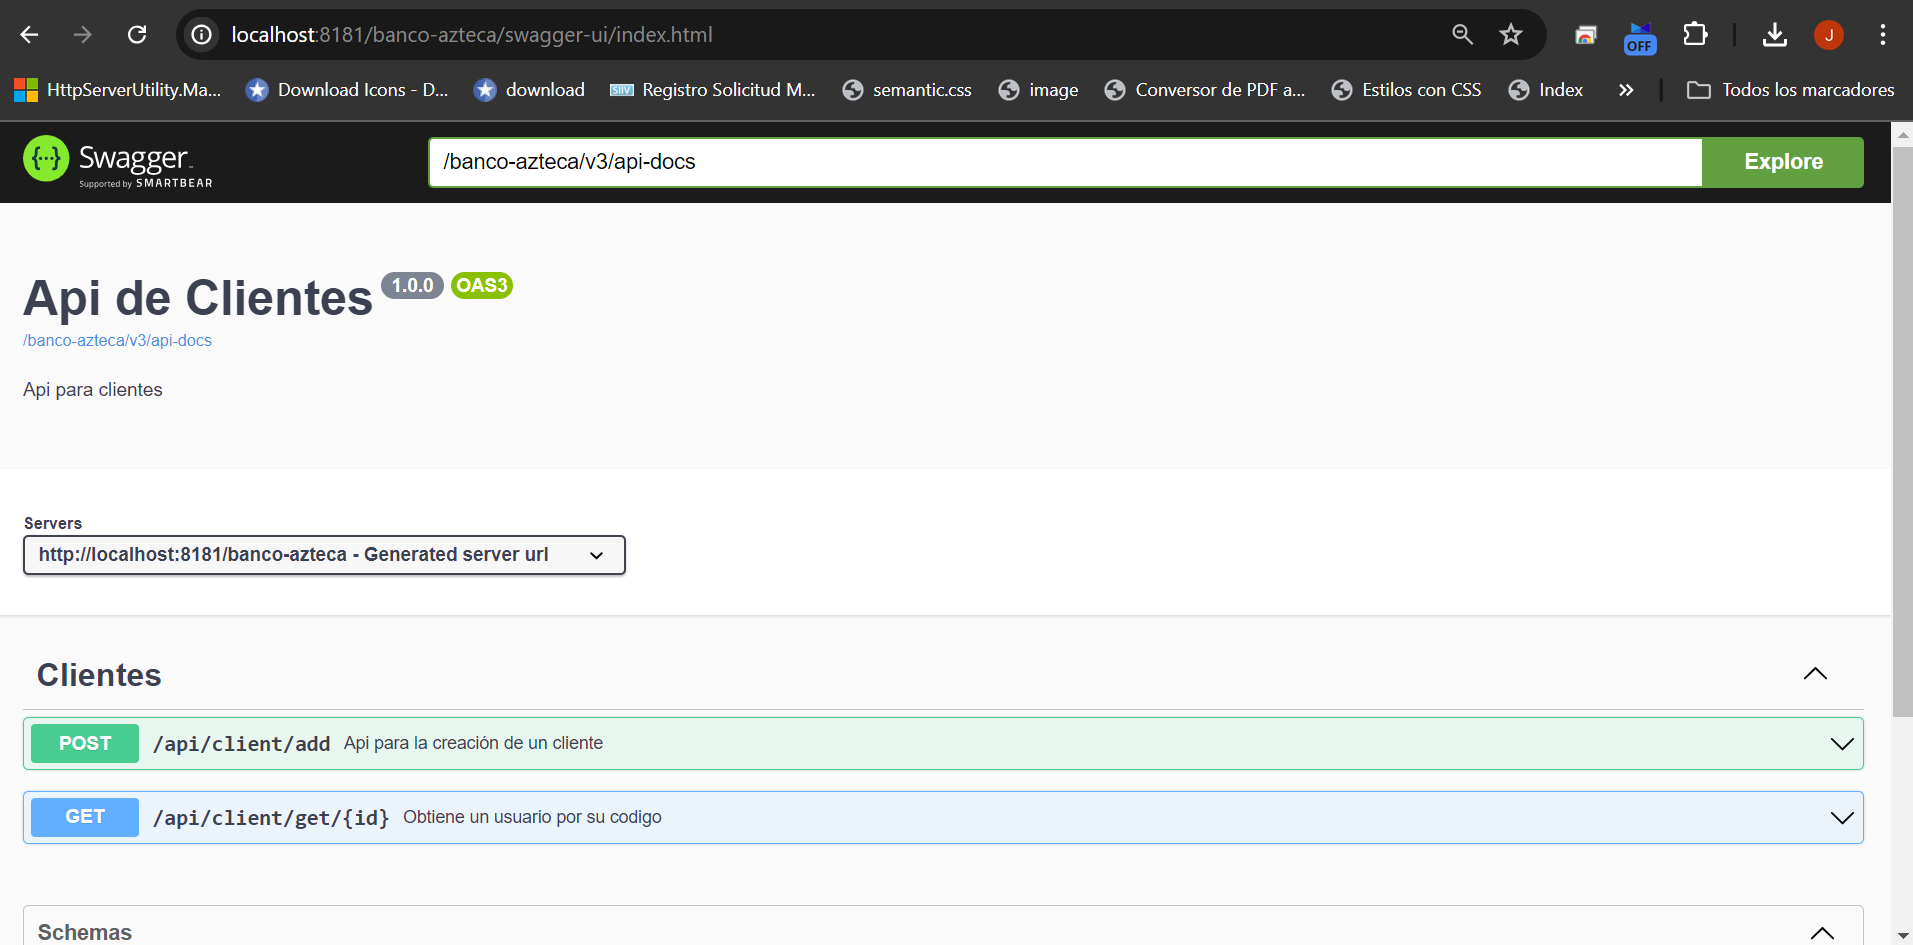 localhost:8181/banco-azteca/swagger-ui/index.html
OFF
J
HttpServerUtility.Ma...
Download Icons - D...
download
SIIV
Registro Solicitud M...
semantic.css
image
Conversor de PDF a...
Estilos con CSS
Index
»
Todos los marcadores
{···} Swagger™
Supported by SMARTBEAR
/banco-azteca/v3/api-docs
Explore
Api de Clientes 1.0.0 OAS3
/banco-azteca/v3/api-docs
Api para clientes
Servers
http://localhost:8181/banco-azteca - Generated server url
Clientes
POST /api/client/add Api para la creación de un cliente
GET /api/client/get/{id} Obtiene un usuario por su codigo
Schemas